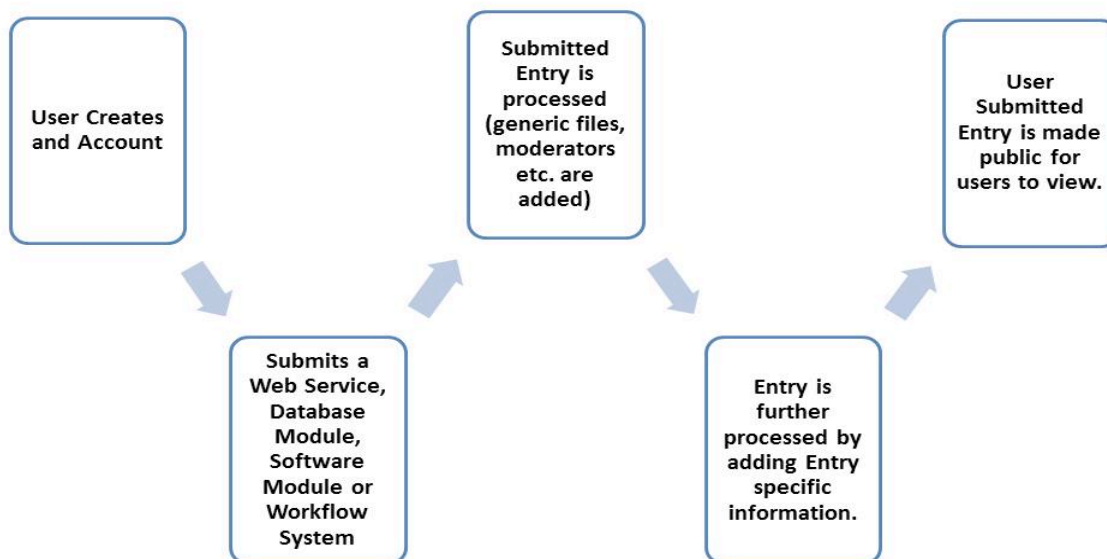 User Creates
and Account
Submits a
Web Service,
Database
Module,
Software
Module or
Workflow
System
Submitted
Entry is
processed
(generic files,
moderators
etc. are
added)
Entry is
further
processed by
adding Entry
specific
information.
User
Submitted
Entry is made
public for
users to view.